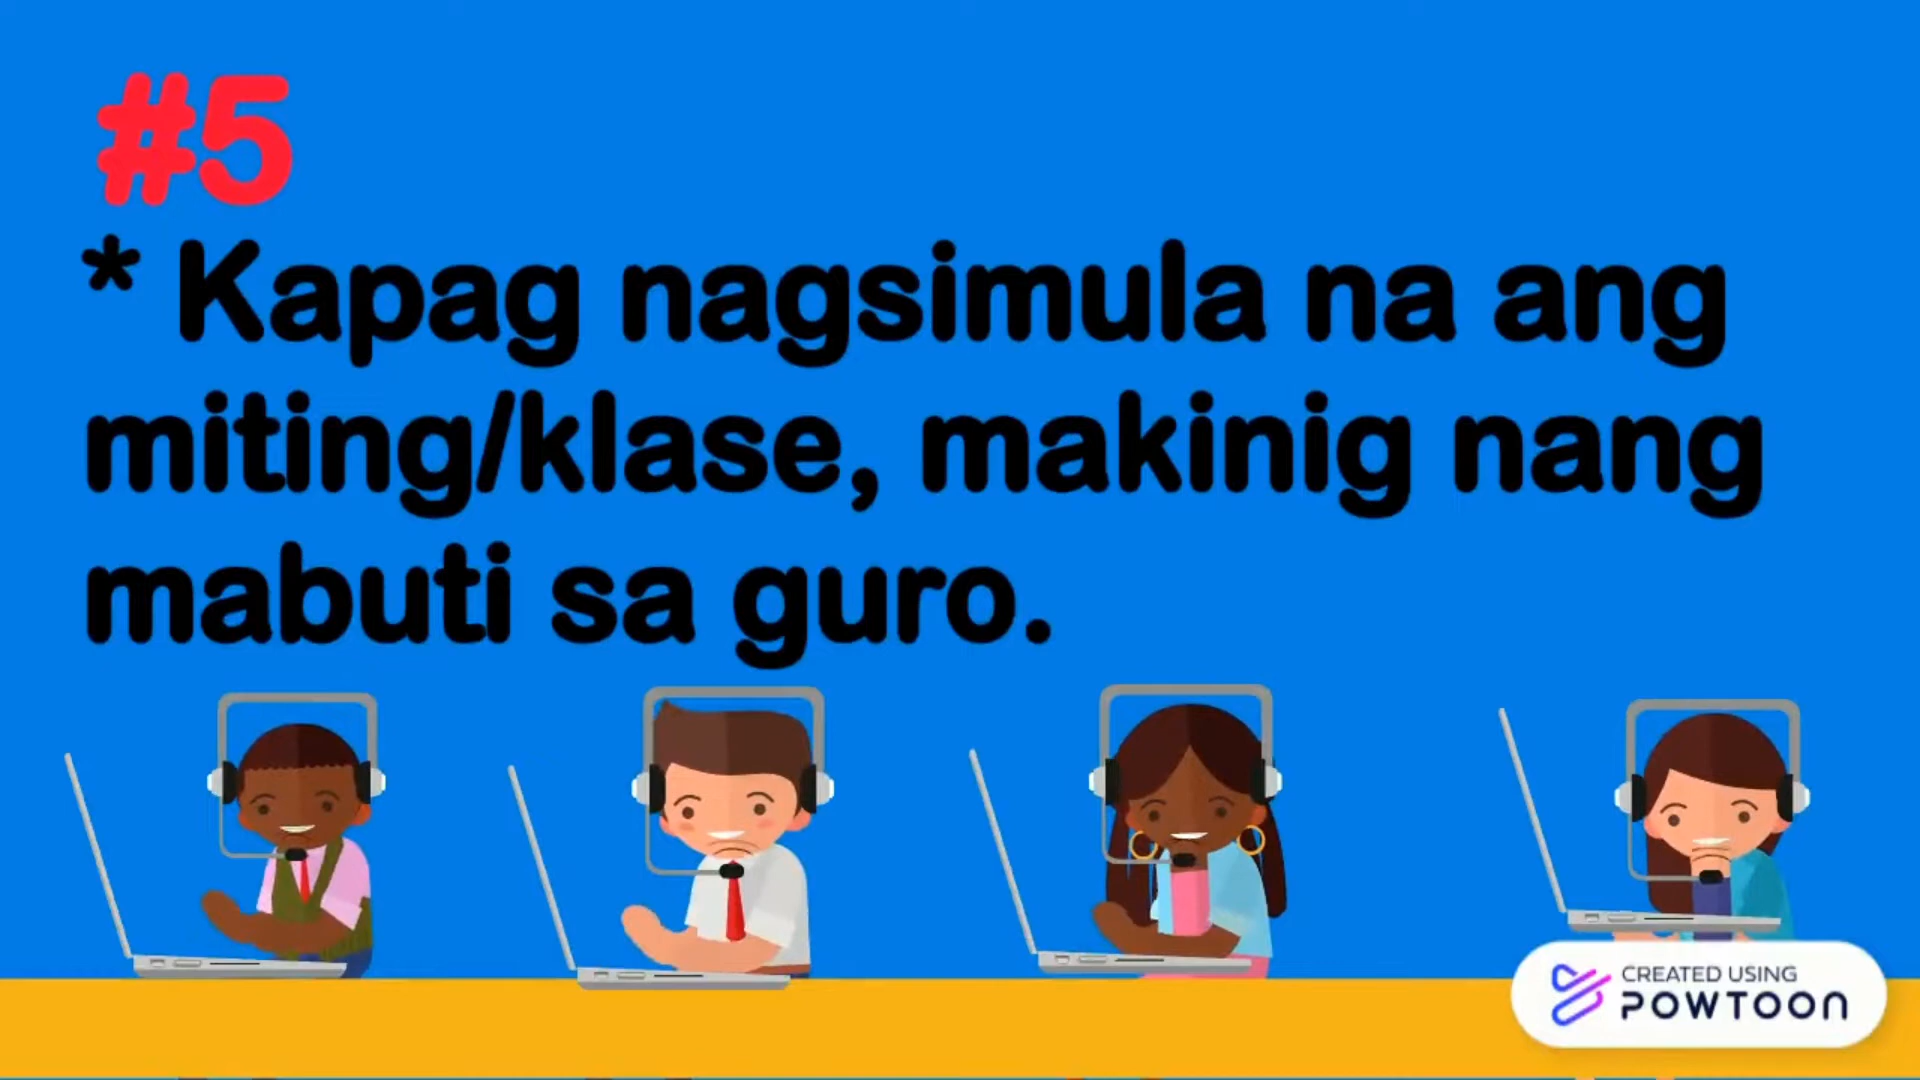 #5
* Kapag nagsimula na ang
miting/klase, makinig nang
mabuti sa guro.
CREATED USING
POWTOON